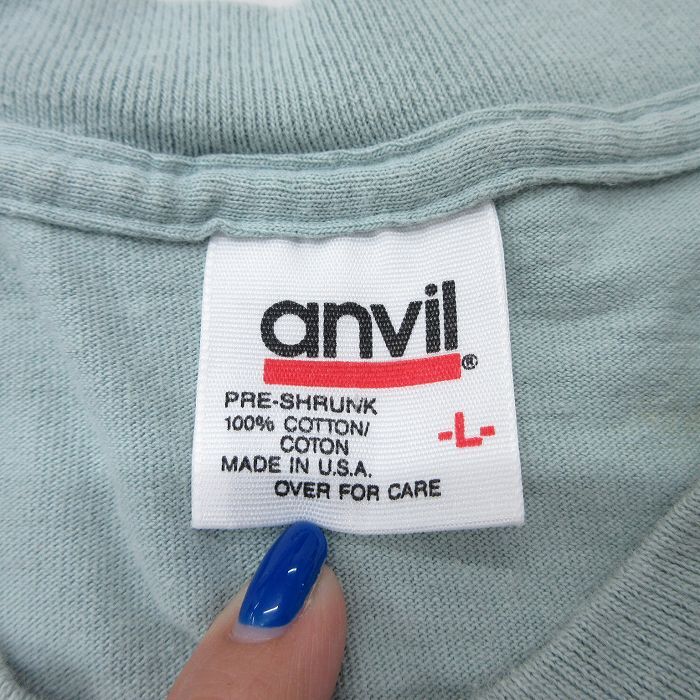 anvil®
PRE-SHRUNK
100% COTTON/
COTON
-L-
MADE IN U.S.A.
OVER FOR CARE